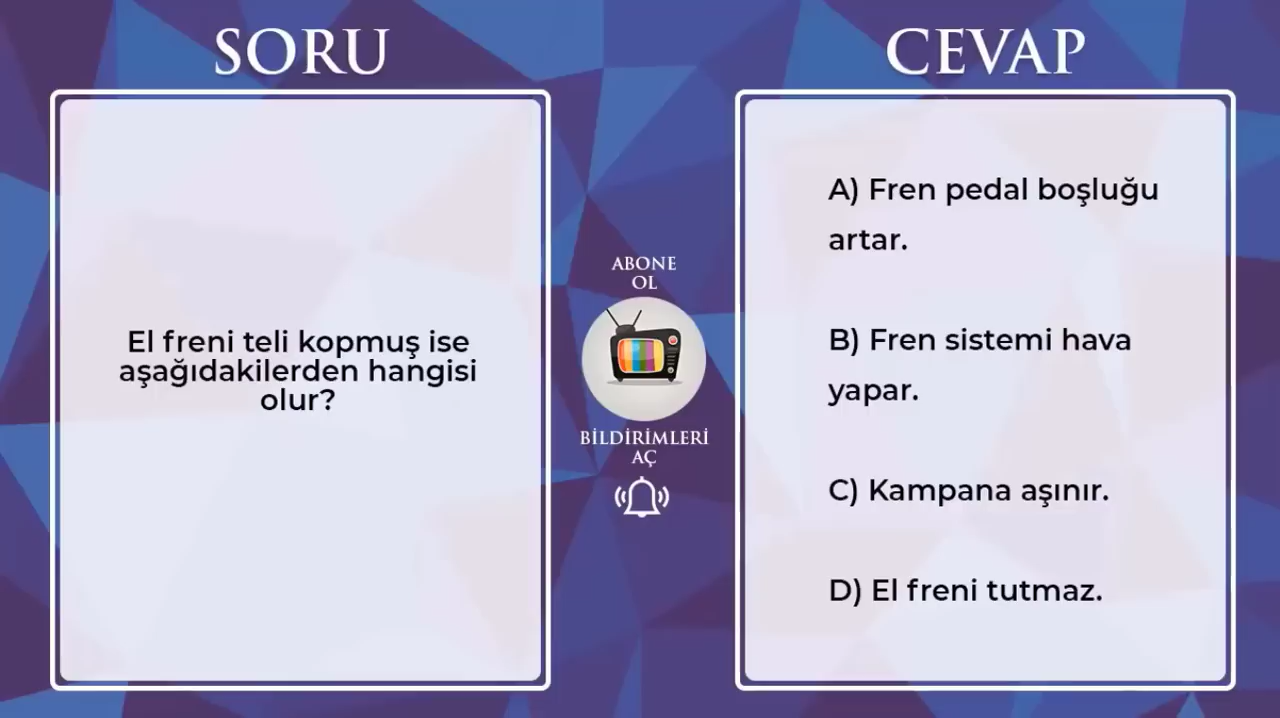 SORU
El freni teli kopmuş ise
aşağıdakilerden hangisi
olur?
ABONE
OL
BİLDİRİMLERİ
AÇ
CEVAP
A) Fren pedal boşluğu
artar.
B) Fren sistemi hava
yapar.
C) Kampana aşınır.
D) El freni tutmaz.